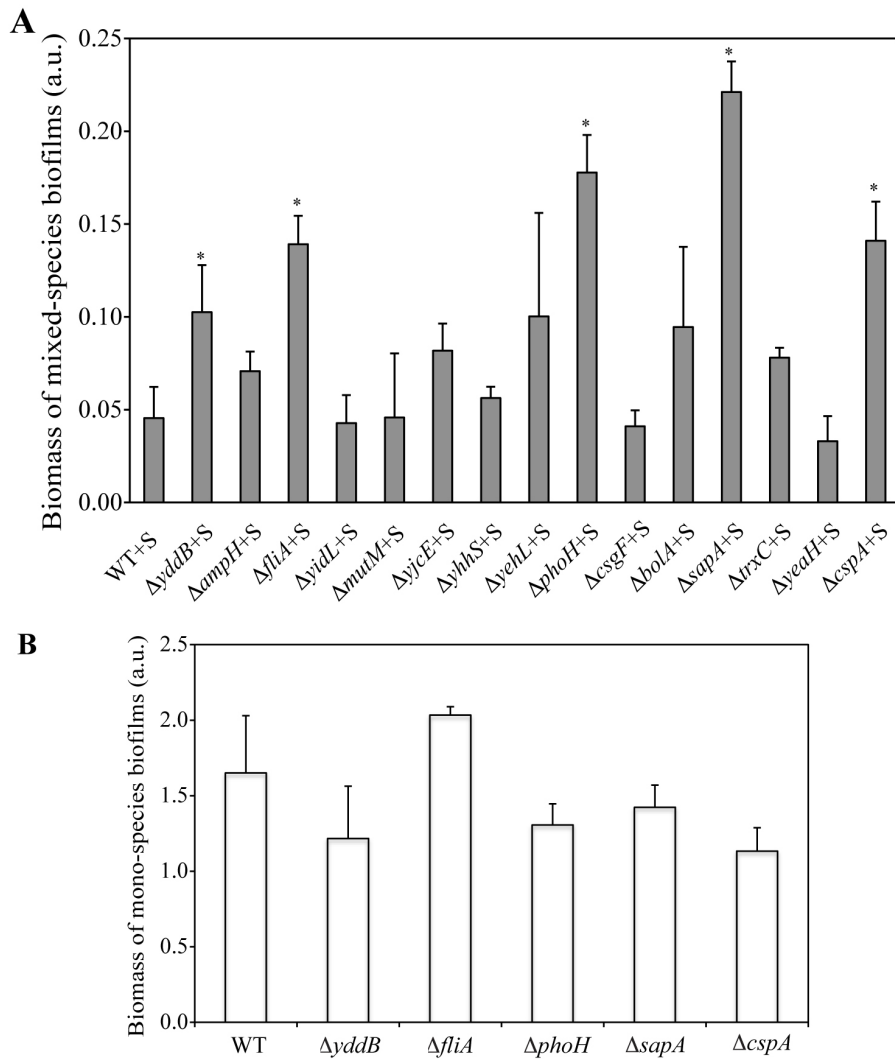 A
Biomass of mixed-species biofilms (a.u.)
0.25
0.20
0.15
0.10
0.05
0.00
*
*
*
*
*
WT+S
ΔyddB+S
ΔampH+S
ΔfliA+S
ΔyidL+S
ΔmutM+S
ΔyjcE+S
ΔyhhS+S
ΔyehL+S
ΔphoH+S
ΔcsgF+S
ΔbolA+S
ΔsapA+S
ΔtrxC+S
ΔyeaH+S
ΔcspA+S
B
Biomass of mono-species biofilms (a.u.)
2.5
2.0
1.5
1.0
0.5
0.0
WT
ΔyddB
ΔfliA
ΔphoH
ΔsapA
ΔcspA